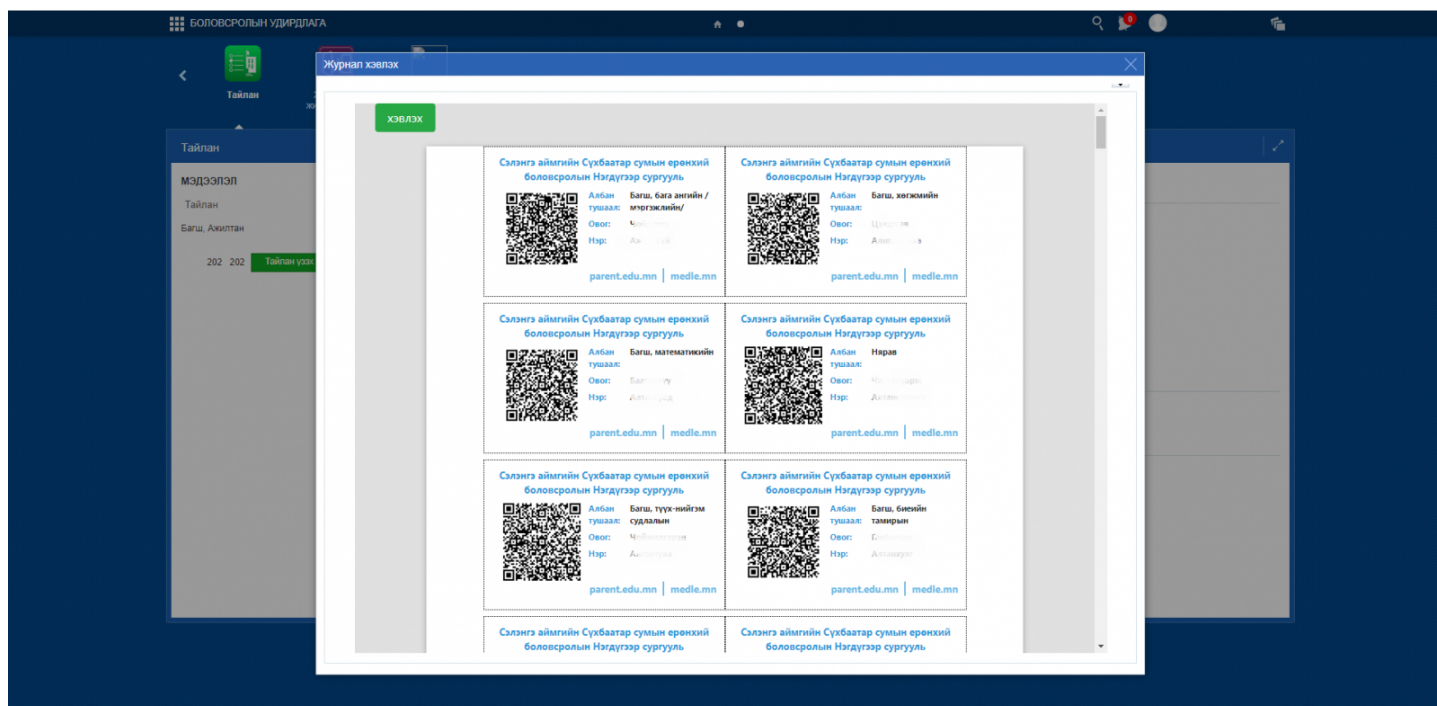 БОЛОВСРОЛЫН УДИРДЛАГА
Тайлан
Журнал хэвлэх
ХЭВЛЭХ
Тайлан
МЭДЭЭЛЭЛ
Тайлан
Багш, Ажилтан
202 202 Тайлан үзэх
Сэлэнгэ аймгийн Сүхбаатар сумын ерөнхий
боловсролын Нэгдүгээр сургууль
Албан тушаал: Багш, бага ангийн / мэргэжлийн/
Овог:
Нэр:
parent.edu.mn | medle.mn
Сэлэнгэ аймгийн Сүхбаатар сумын ерөнхий
боловсролын Нэгдүгээр сургууль
Албан тушаал: Багш, хөгжмийн
Овог:
Нэр:
parent.edu.mn | medle.mn
Сэлэнгэ аймгийн Сүхбаатар сумын ерөнхий
боловсролын Нэгдүгээр сургууль
Албан тушаал: Багш, математикийн
Овог:
Нэр:
parent.edu.mn | medle.mn
Сэлэнгэ аймгийн Сүхбаатар сумын ерөнхий
боловсролын Нэгдүгээр сургууль
Албан тушаал: Нярав
Овог:
Нэр:
parent.edu.mn | medle.mn
Сэлэнгэ аймгийн Сүхбаатар сумын ерөнхий
боловсролын Нэгдүгээр сургууль
Албан тушаал: Багш, түүх-нийгэм судлалын
Овог:
Нэр:
parent.edu.mn | medle.mn
Сэлэнгэ аймгийн Сүхбаатар сумын ерөнхий
боловсролын Нэгдүгээр сургууль
Албан тушаал: Багш, биеийн тамирын
Овог:
Нэр:
parent.edu.mn | medle.mn
Сэлэнгэ аймгийн Сүхбаатар сумын ерөнхий
боловсролын Нэгдүгээр сургууль
Сэлэнгэ аймгийн Сүхбаатар сумын ерөнхий
боловсролын Нэгдүгээр сургууль